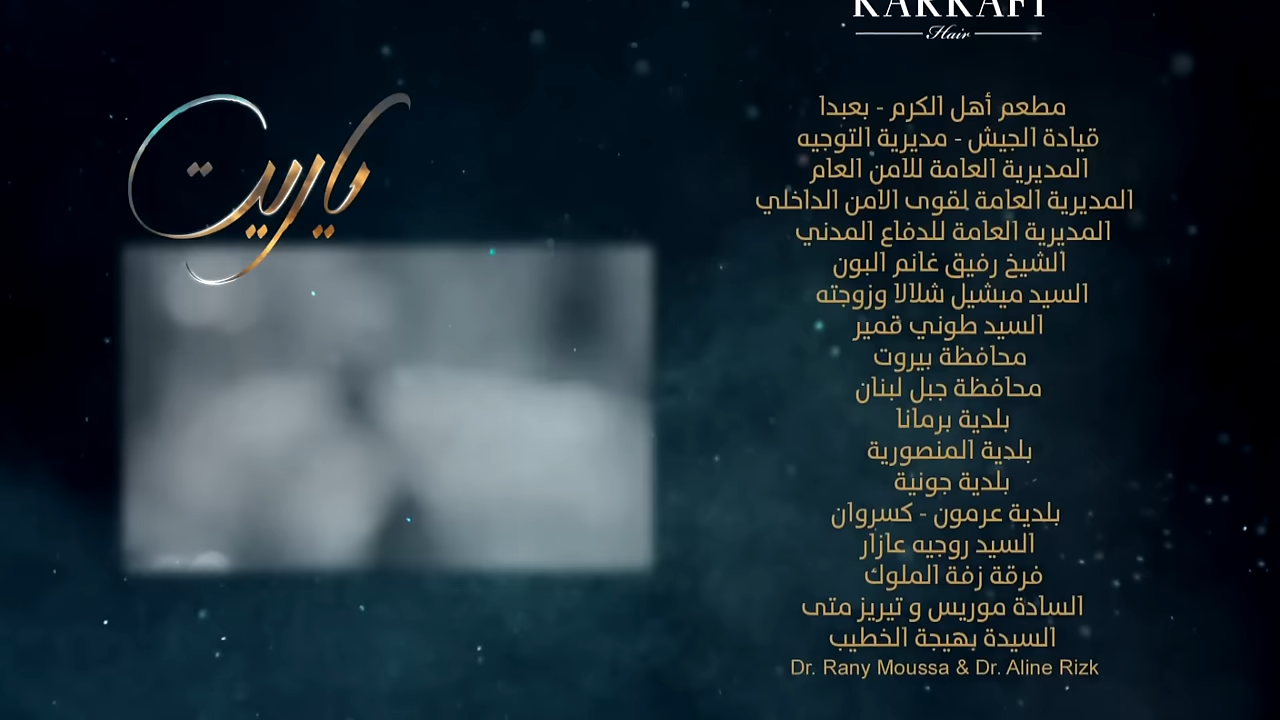 KARKAFI
Hair
ياريت
مطعم أهل الكرم - بعبدا
قيادة الجيش - مديرية التوجيه
المديرية العامة للامن العام
المديرية العامة لقوى الامن الداخلي
المديرية العامة للدفاع المدني
الشيخ رفيق غانم البون
السيد ميشيل شلالا وزوجته
السيد طوني قمير
محافظة بيروت
محافظة جبل لبنان
بلدية برمانا
بلدية المنصورية
بلدية جونية
بلدية عرمون - كسروان
السيد روجيه عازار
فرقة زفة الملوك
السادة موريس و تيريز متى
السيدة بهيجة الخطيب
Dr. Rany Moussa & Dr. Aline Rizk